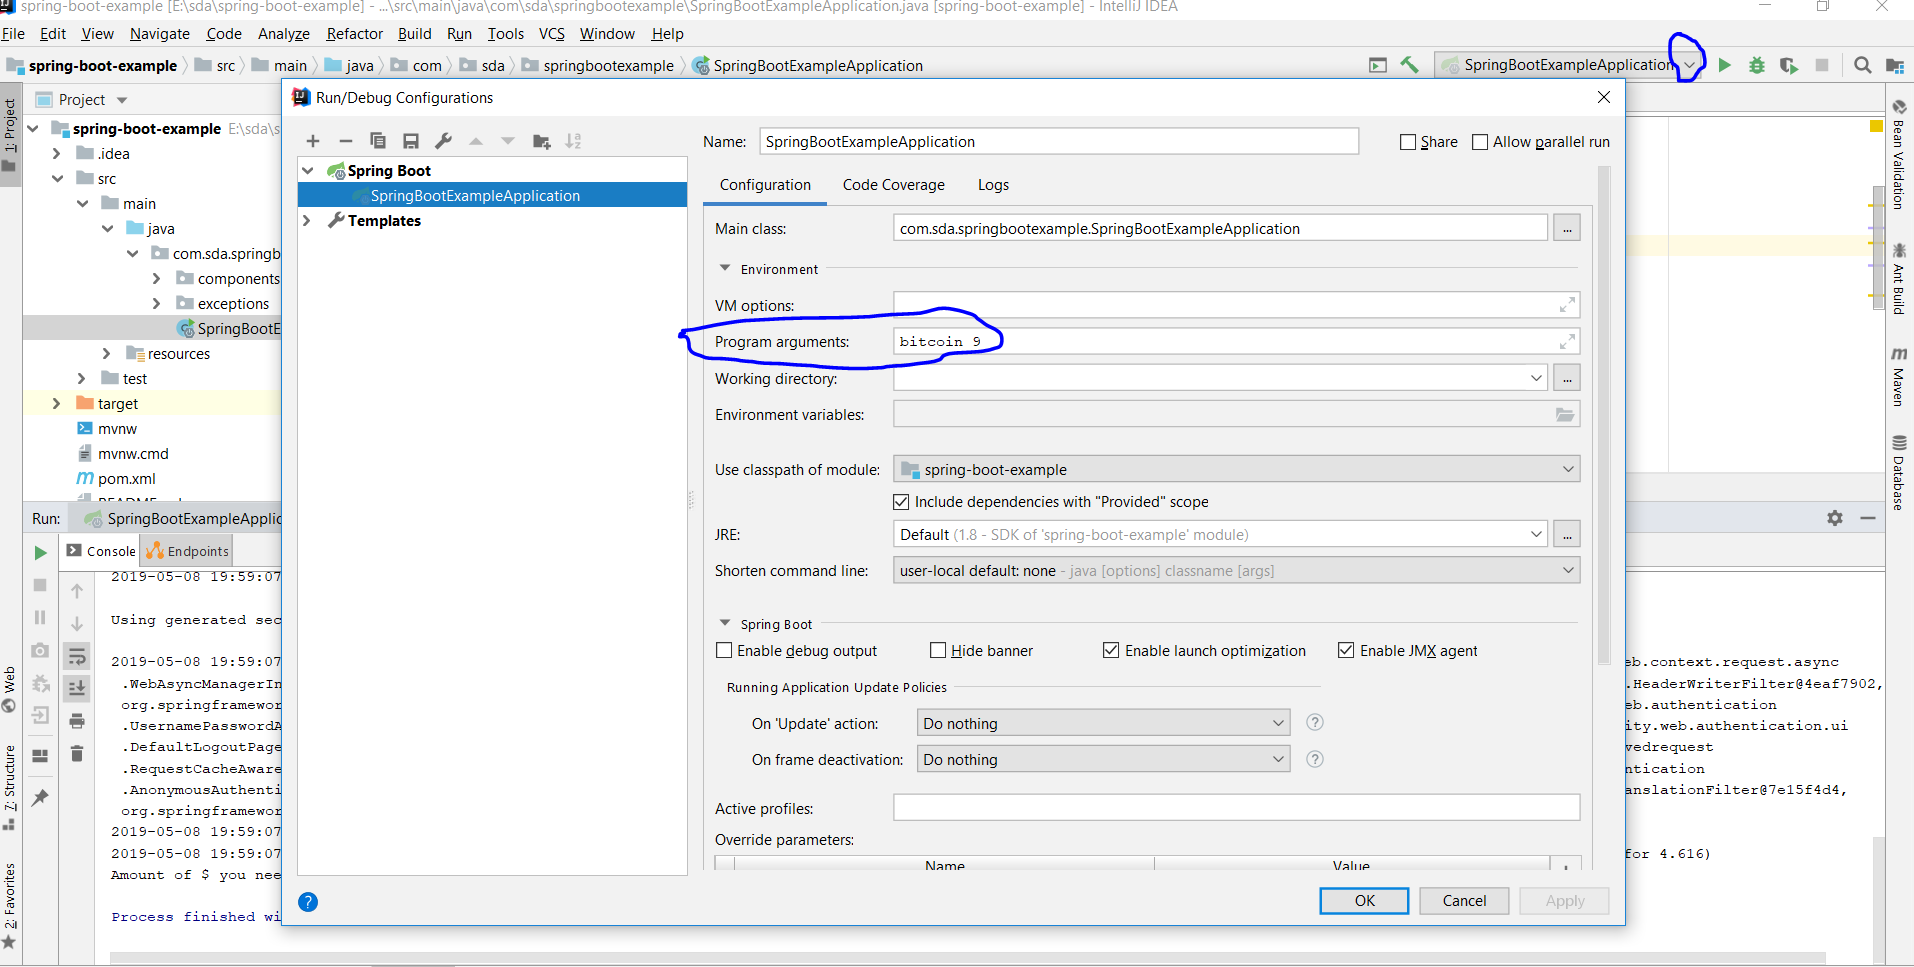 spring-boot-example [E:\sda\spring-boot-example] - ...\src\main\java\com\sda\springbootexample\SpringBootExampleApplication.java [spring-boot-example] - IntelliJ IDEA
File Edit View Navigate Code Analyze Refactor Build Run Tools VCS Window Help
spring-boot-example src main java com sda springbootexample SpringBootExampleApplication SpringBootExampleApplication
1: Project
Project
spring-boot-example E:\sda\s
.idea
src
main
java
com.sda.springb
components
exceptions
SpringBootE
resources
test
target
mvnw
mvnw.cmd
pom.xml
Run/Debug Configurations
Spring Boot
SpringBootExampleApplication
Templates
Name: SpringBootExampleApplication Share Allow parallel run
Configuration Code Coverage Logs
Main class: com.sda.springbootexample.SpringBootExampleApplication ...
Environment
VM options:
Program arguments: bitcoin 9
Working directory: ...
Environment variables:
Use classpath of module: spring-boot-example
Include dependencies with "Provided" scope
JRE: Default (1.8 - SDK of 'spring-boot-example' module) ...
Shorten command line: user-local default: none - java [options] classname [args]
Spring Boot
Enable debug output Hide banner Enable launch optimization Enable JMX agent
Running Application Update Policies
On 'Update' action: Do nothing ?
On frame deactivation: Do nothing ?
Active profiles:
Override parameters:
Name Value
? OK Cancel Apply
Bean Validation
Ant Build
Maven
Database
Run: SpringBootExampleApplic
Console Endpoints
2019-05-08 19:59:07
Using generated sec
2019-05-08 19:59:07 eb.context.request.async
.WebAsyncManagerIn .HeaderWriterFilter@4eaf7902,
org.springframewor eb.authentication
.UsernamePasswordA ity.web.authentication.ui
.DefaultLogoutPage vedrequest
.RequestCacheAware ntication
.AnonymousAuthenti anslationFilter@7e15f4d4,
org.springframewor
2019-05-08 19:59:07
2019-05-08 19:59:07 for 4.616)
Amount of $ you nee
Process finished wi
Web
7: Structure
2: Favorites